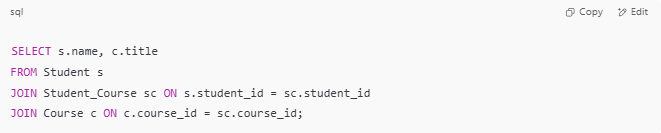 sql
Copy
Edit
SELECT s.name, c.title
FROM Student s
JOIN Student_Course sc ON s.student_id = sc.student_id
JOIN Course c ON c.course_id = sc.course_id;